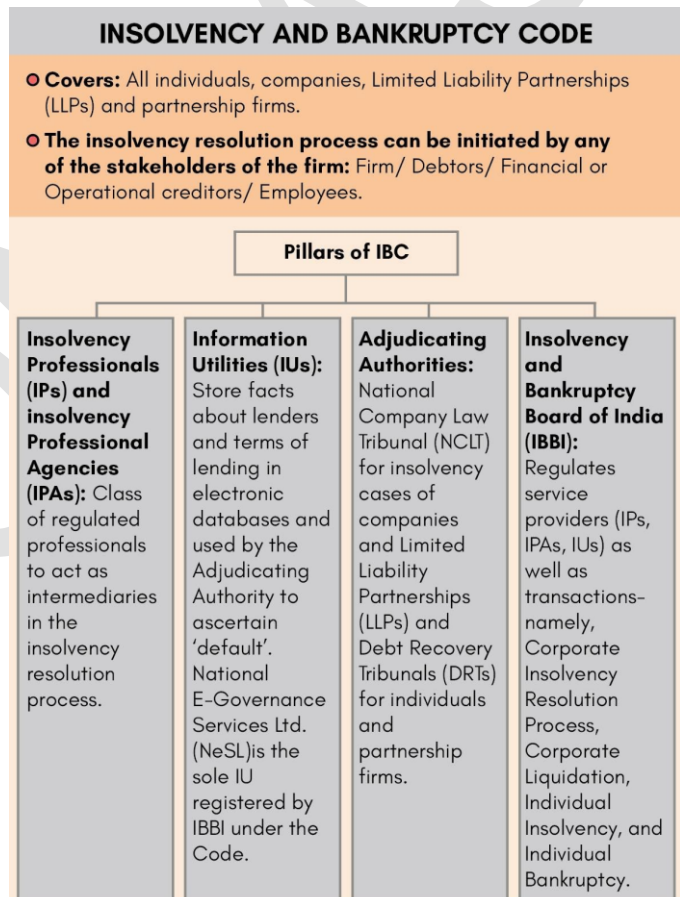 INSOLVENCY AND BANKRUPTCY CODE
Covers: All individuals, companies, Limited Liability Partnerships
(LLPs) and partnership firms.
The insolvency resolution process can be initiated by any
of the stakeholders of the firm: Firm/ Debtors/ Financial or
Operational creditors/ Employees.
Pillars of IBC
Insolvency
Professionals
(IPs) and
insolvency
Professional
Agencies
(IPAs): Class
of regulated
professionals
to act as
intermediaries
in the
insolvency
resolution
process.
Information
Utilities (IUs):
Store facts
about lenders
and terms of
lending in
electronic
databases and
used by the
Adjudicating
Authority to
ascertain
‘default’.
National
E-Governance
Services Ltd.
(NeSL)is the
sole IU
registered by
IBBI under the
Code.
Adjudicating
Authorities:
National
Company Law
Tribunal (NCLT)
for insolvency
cases of
companies
and Limited
Liability
Partnerships
(LLPs) and
Debt Recovery
Tribunals (DRTs)
for individuals
and
partnership
firms.
Insolvency
and
Bankruptcy
Board of India
(IBBI):
Regulates
service
providers (IPs,
IPAs, IUs) as
well as
transactions-
namely,
Corporate
Insolvency
Resolution
Process,
Corporate
Liquidation,
Individual
Insolvency, and
Individual
Bankruptcy.